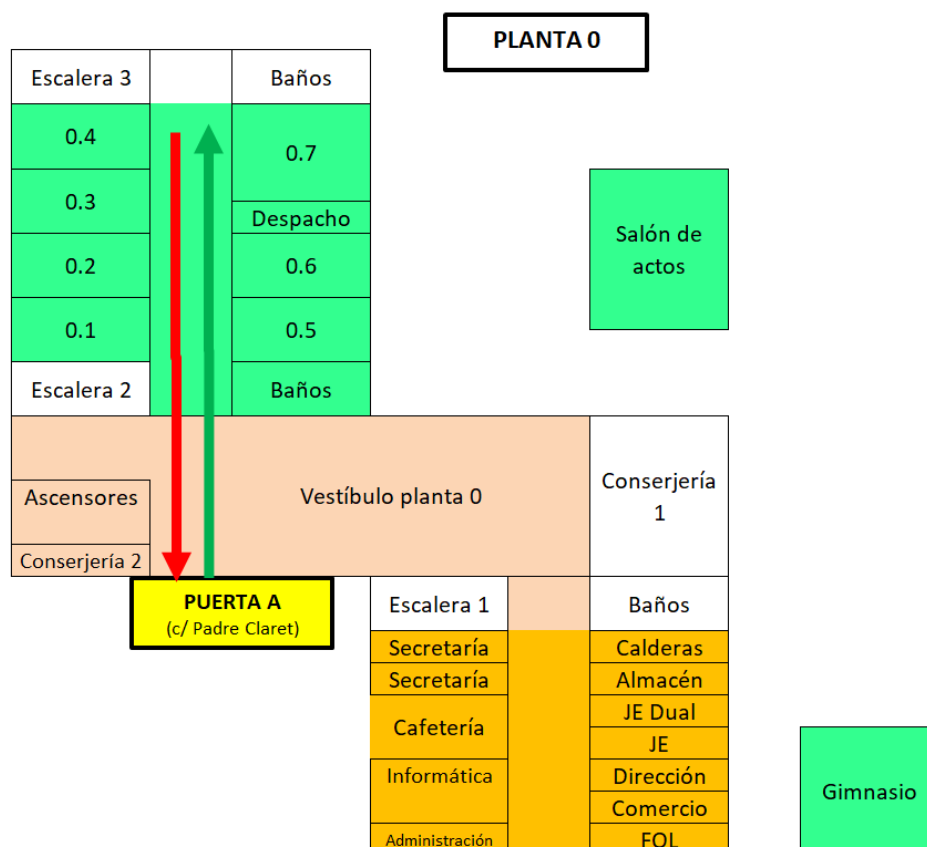 PLANTA 0
Escalera 3
Baños
0.4
0.7
0.3
Despacho
Salón de
actos
0.2
0.6
0.1
0.5
Escalera 2
Baños
Ascensores
Vestíbulo planta 0
Conserjería
1
Conserjería 2
PUERTA A
(c/ Padre Claret)
Escalera 1
Baños
Secretaría
Calderas
Secretaría
Almacén
Cafetería
JE Dual
JE
Informática
Dirección
Gimnasio
Comercio
Administración
FOL